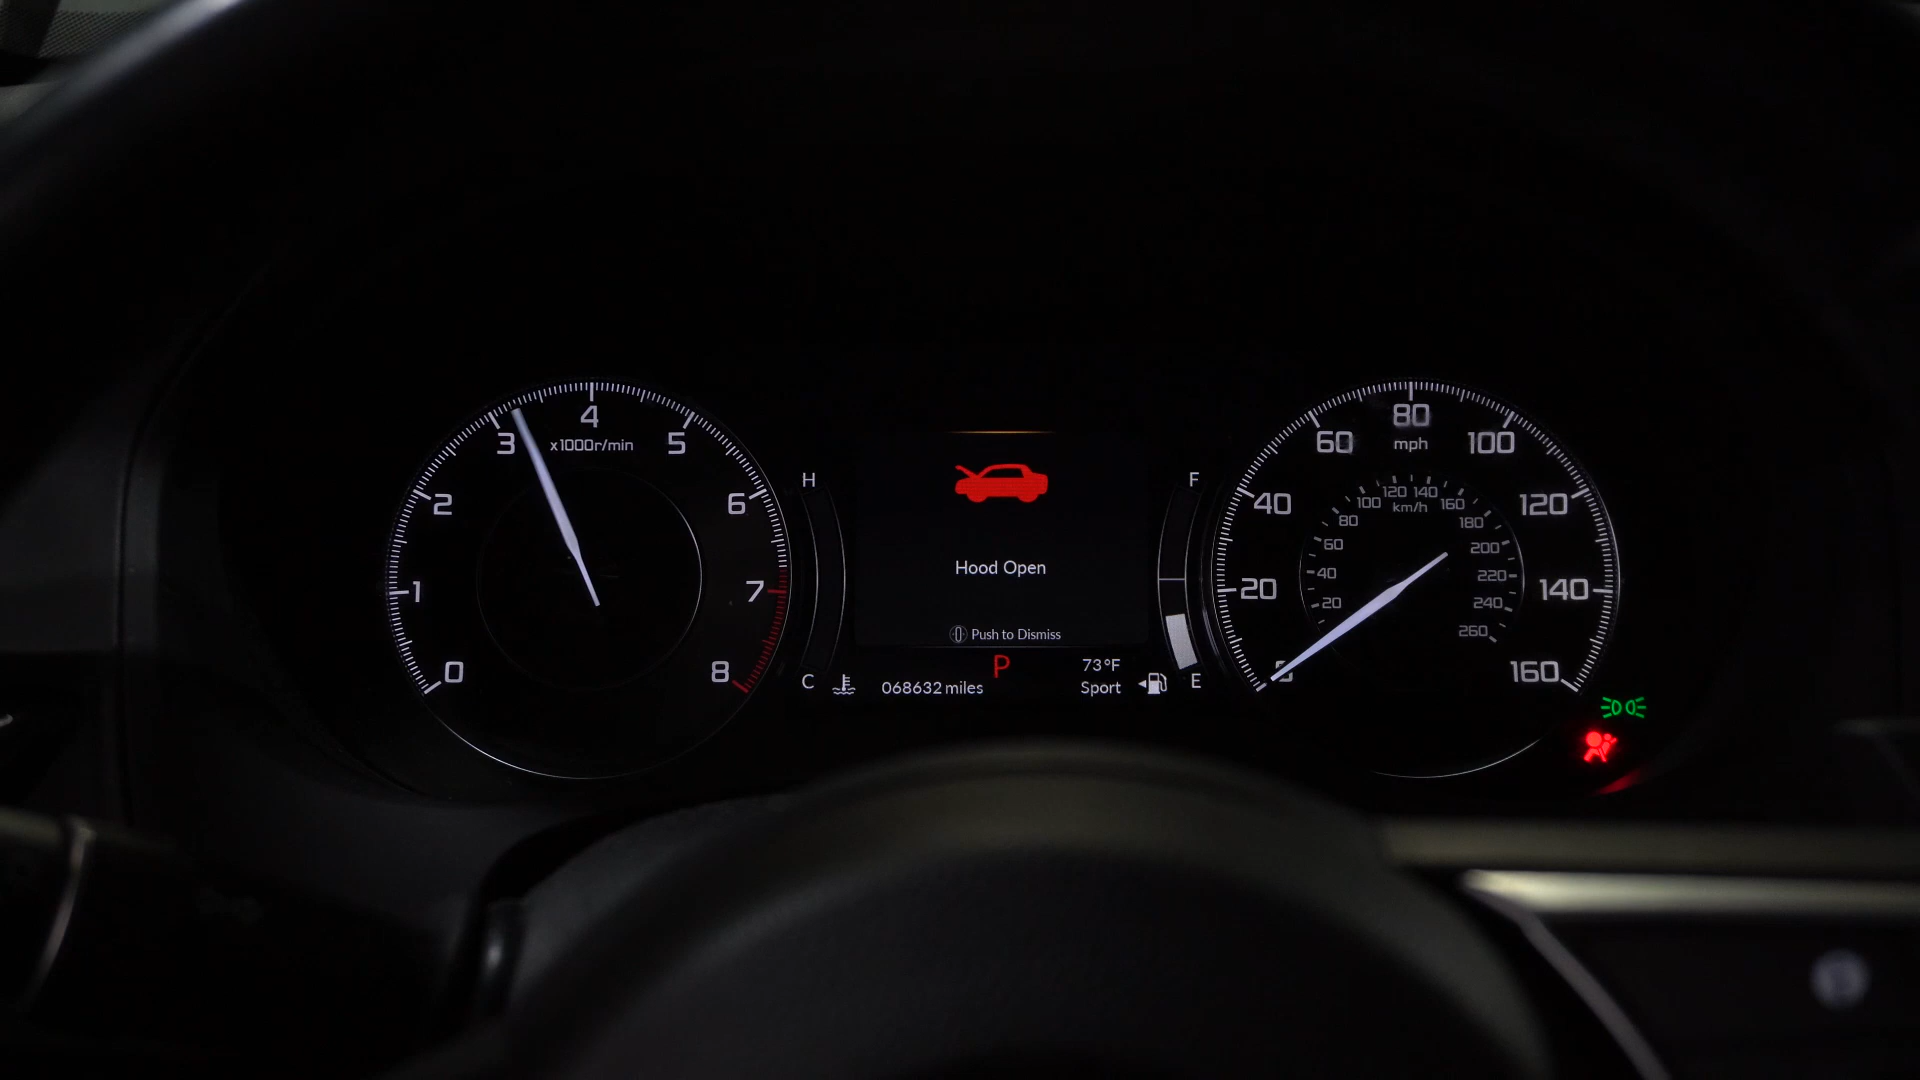 0
1
2
3
4
5
6
7
8
x1000r/min
H
C
Hood Open
Push to Dismiss
P
068632 miles
73°F
Sport
F
E
20
40
60
80
100
120
140
160
mph
20
40
60
80
100
120
140
160
180
200
220
240
260
km/h